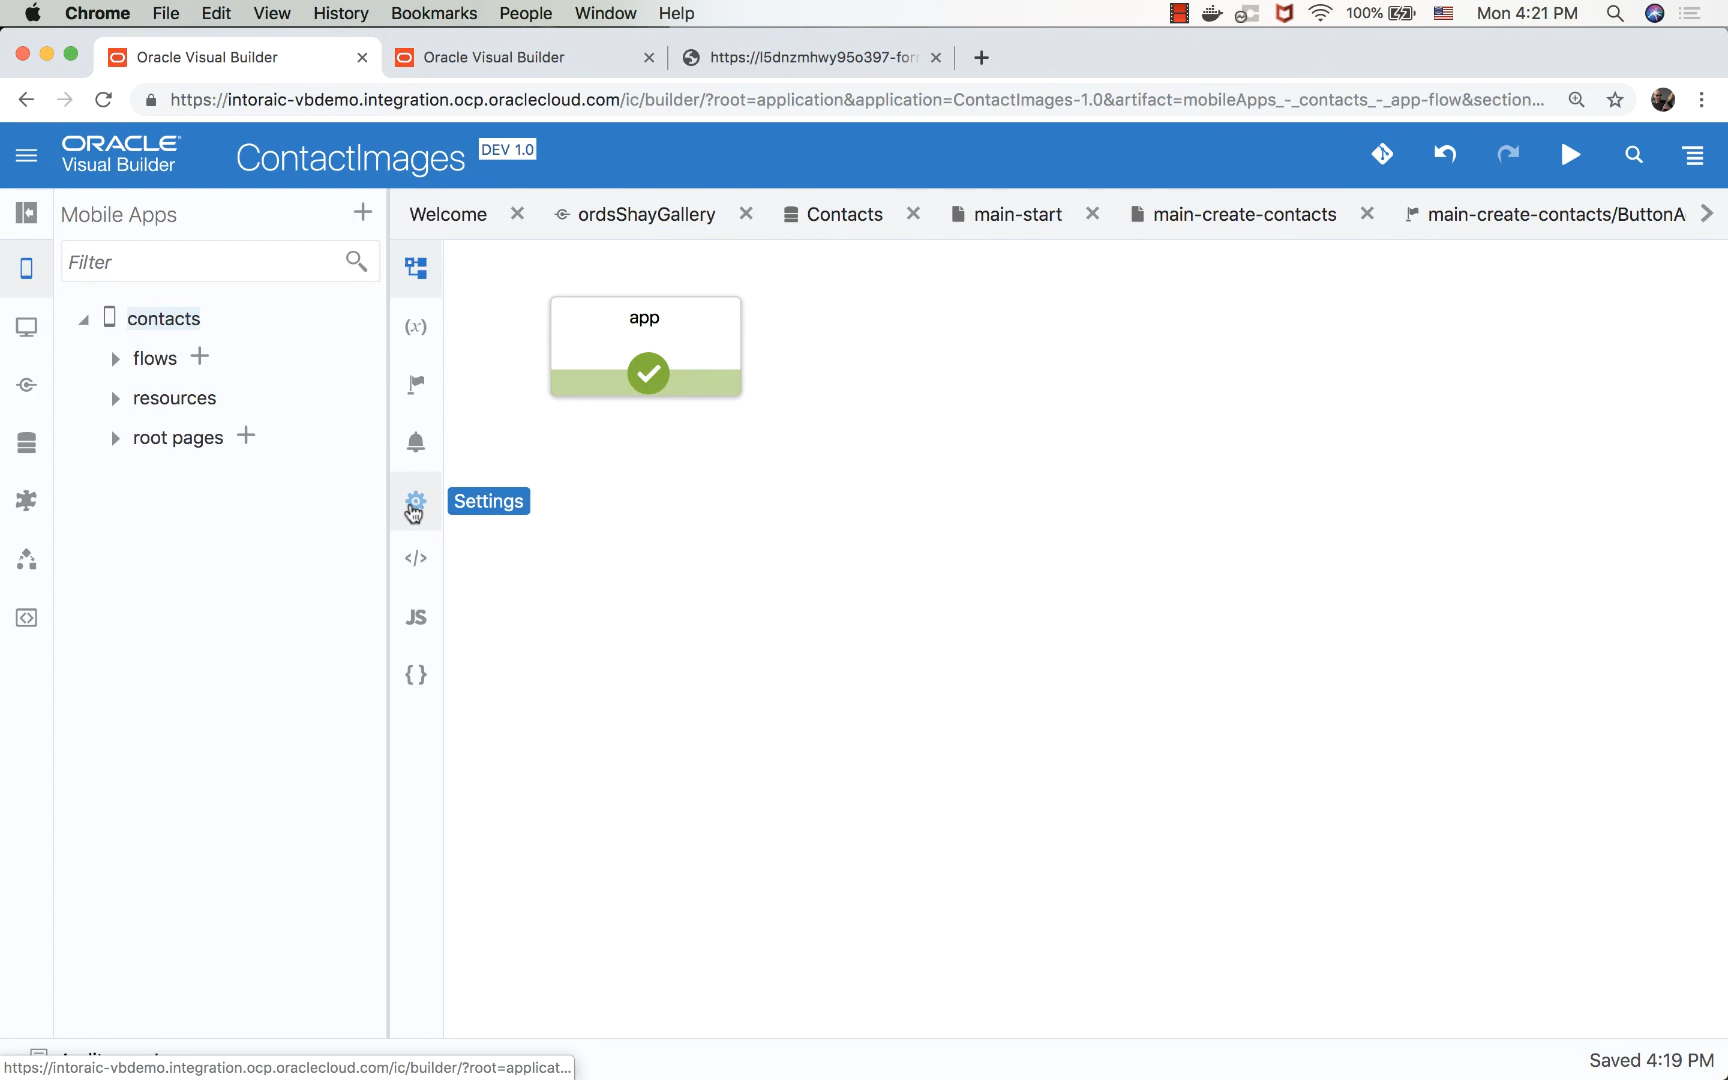 Chrome File Edit View History Bookmarks People Window Help 100% Mon 4:21 PM
Oracle Visual Builder Oracle Visual Builder https://l5dnzmhwy95o397-forr
https://intoraic-vbdemo.integration.ocp.oraclecloud.com/ic/builder/?root=application&application=ContactImages-1.0&artifact=mobileApps_-_contacts_-_app-flow&section...
ORACLE
Visual Builder
ContactImages DEV 1.0
Mobile Apps
Welcome ordsShayGallery Contacts main-start main-create-contacts main-create-contacts/ButtonA
Filter
contacts
flows
resources
root pages
app
(x)
Settings
</>
JS
{ }
https://intoraic-vbdemo.integration.ocp.oraclecloud.com/ic/builder/?root=applicat...
Saved 4:19 PM